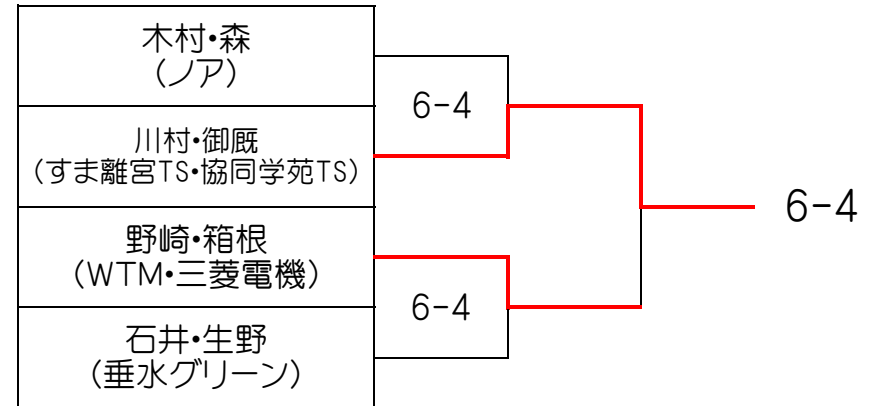 木村・森
(ノア)
6-4
川村・御厩
(すま離宮TS・協同学苑TS)
6-4
野崎・箱根
(WTM・三菱電機)
6-4
石井・生野
(垂水グリーン)